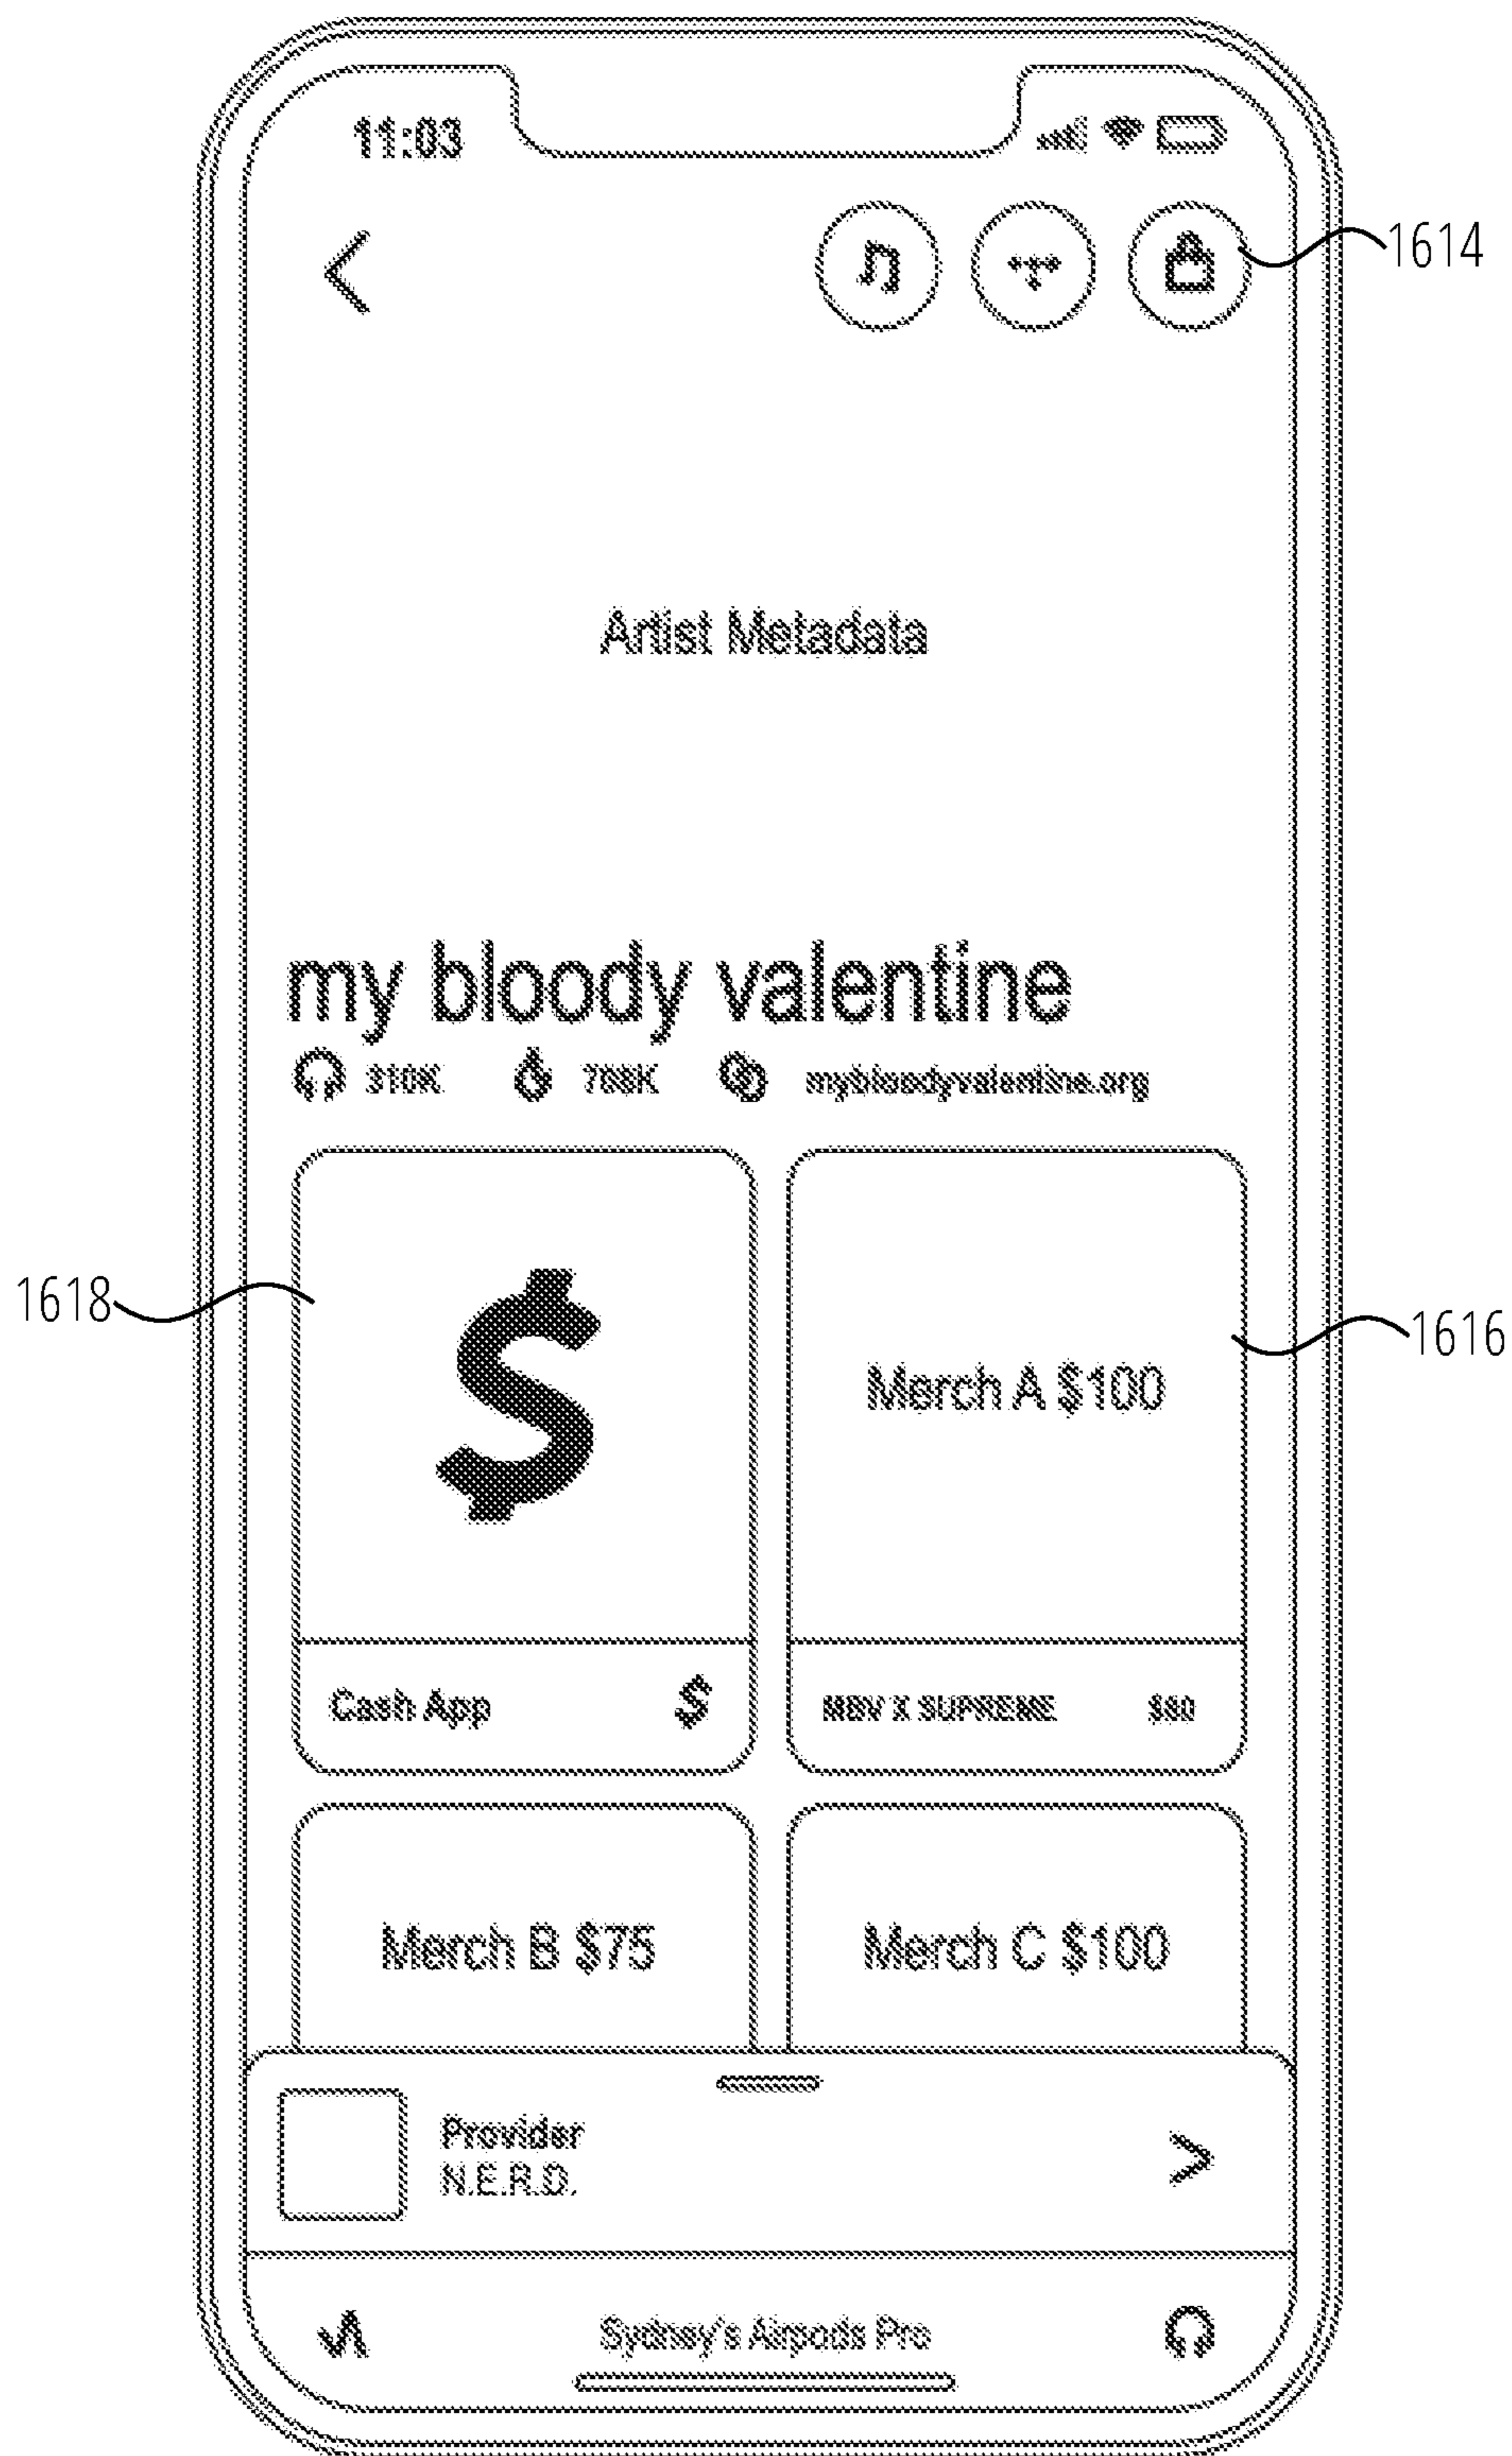 11:03
1614
Artist Metadata
my bloody valentine
310K 788K mybloodyvalentine.org
1618
1616
$
Merch A $100
Cash App $
MBV X SUPREME
Merch B $75 Merch C $100
Provider
N.E.R.D.
Sydney's Airpods Pro